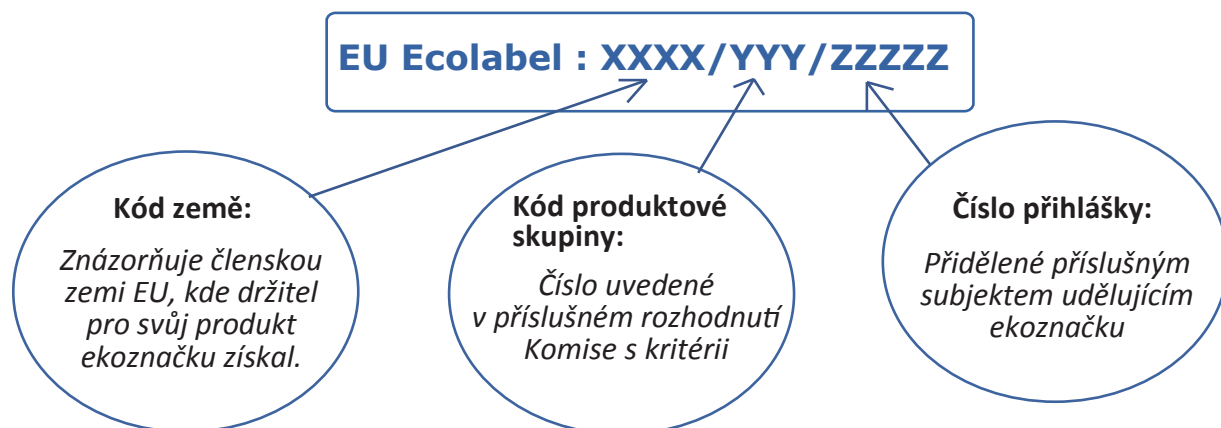 EU Ecolabel : XXXX/YYY/ZZZZZ
Kód země:
Znázorňuje členskou
zemi EU, kde držitel
pro svůj produkt
ekoznačku získal.
Kód produktové
skupiny:
Číslo uvedené
v příslušném rozhodnutí
Komise s kritérii
Číslo přihlášky:
Přidělené příslušným
subjektem udělujícím
ekoznačku